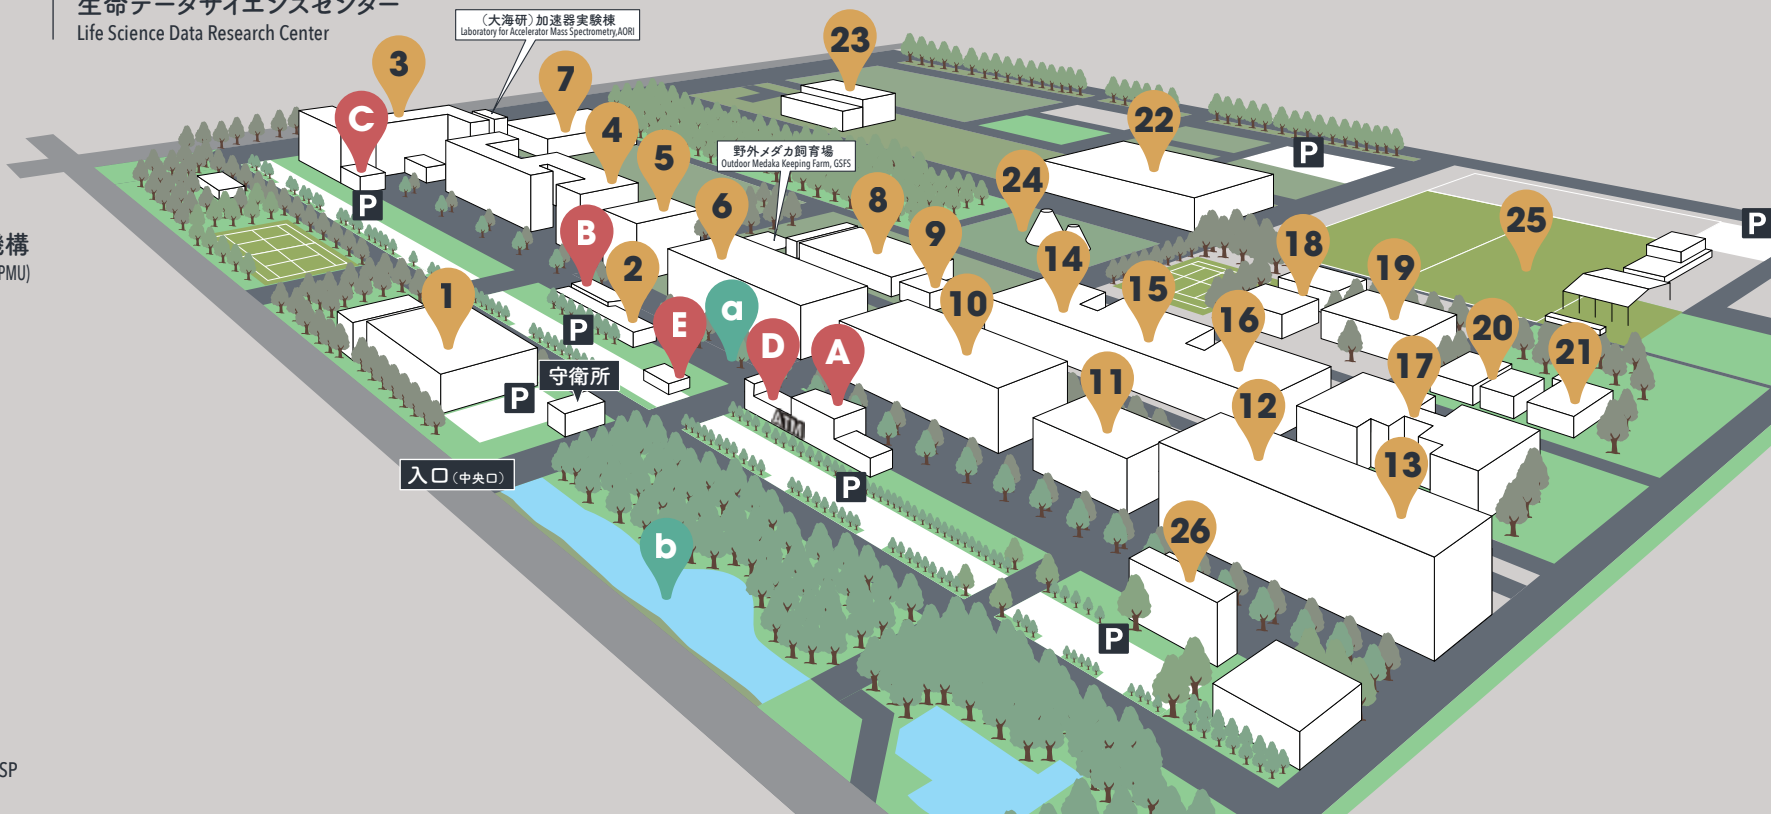 生命データサイエンスセンター
Life Science Data Research Center
（大海研）加速器実験棟
Laboratory for Accelerator Mass Spectrometry,AORI
23
3
7
C
4
22
5
P
野外メダカ飼育場
Outdoor Medaka Keeping Farm, GSFS
24
P
6
8
25
P
B
9
18
機構
PMU)
2
14
19
1
a
15
E
10
16
20
P
D
A
17
21
守衛所
11
P
12
ATM
入口（中央口）
13
P
26
b
P
SP